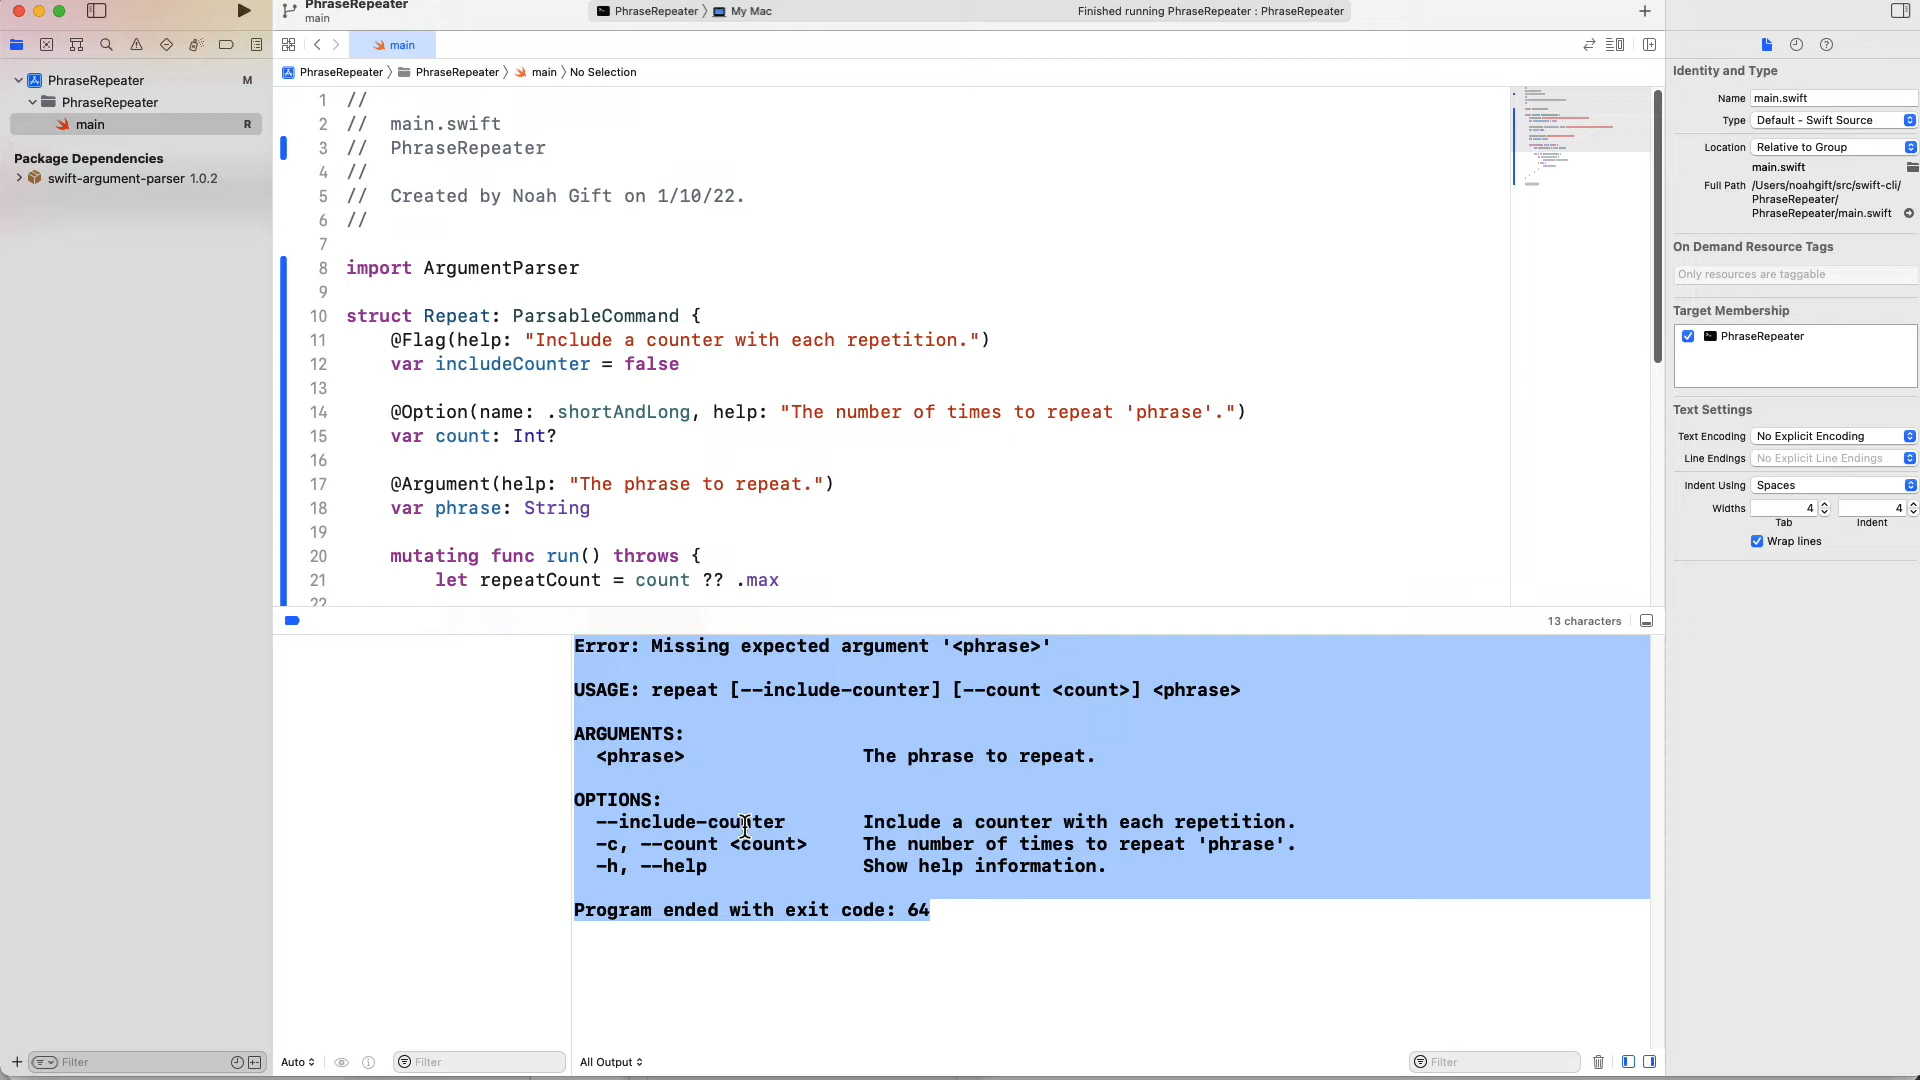 PhraseRepeater
main
PhraseRepeater
My Mac
Finished running PhraseRepeater : PhraseRepeater
main
PhraseRepeater
PhraseRepeater
main
No Selection
PhraseRepeater
M
PhraseRepeater
main
R
Package Dependencies
swift-argument-parser 1.0.2
1 //
2 //  main.swift
3 //  PhraseRepeater
4 //
5 //  Created by Noah Gift on 1/10/22.
6 //
7
8 import ArgumentParser
9
10 struct Repeat: ParsableCommand {
11     @Flag(help: "Include a counter with each repetition.")
12     var includeCounter = false
13
14     @Option(name: .shortAndLong, help: "The number of times to repeat 'phrase'.")
15     var count: Int?
16
17     @Argument(help: "The phrase to repeat.")
18     var phrase: String
19
20     mutating func run() throws {
21         let repeatCount = count ?? .max
22
13 characters
Error: Missing expected argument '<phrase>'
USAGE: repeat [--include-counter] [--count <count>] <phrase>
ARGUMENTS:
  <phrase>                The phrase to repeat.
OPTIONS:
  --include-counter       Include a counter with each repetition.
  -c, --count <count>     The number of times to repeat 'phrase'.
  -h, --help              Show help information.
Program ended with exit code: 64
Filter
Auto
Filter
All Output
Filter
Identity and Type
Name main.swift
Type Default - Swift Source
Location Relative to Group
main.swift
Full Path /Users/noahgift/src/swift-cli/
PhraseRepeater/
PhraseRepeater/main.swift
On Demand Resource Tags
Only resources are taggable
Target Membership
PhraseRepeater
Text Settings
Text Encoding No Explicit Encoding
Line Endings No Explicit Line Endings
Indent Using Spaces
Widths 4 4
Tab Indent
Wrap lines